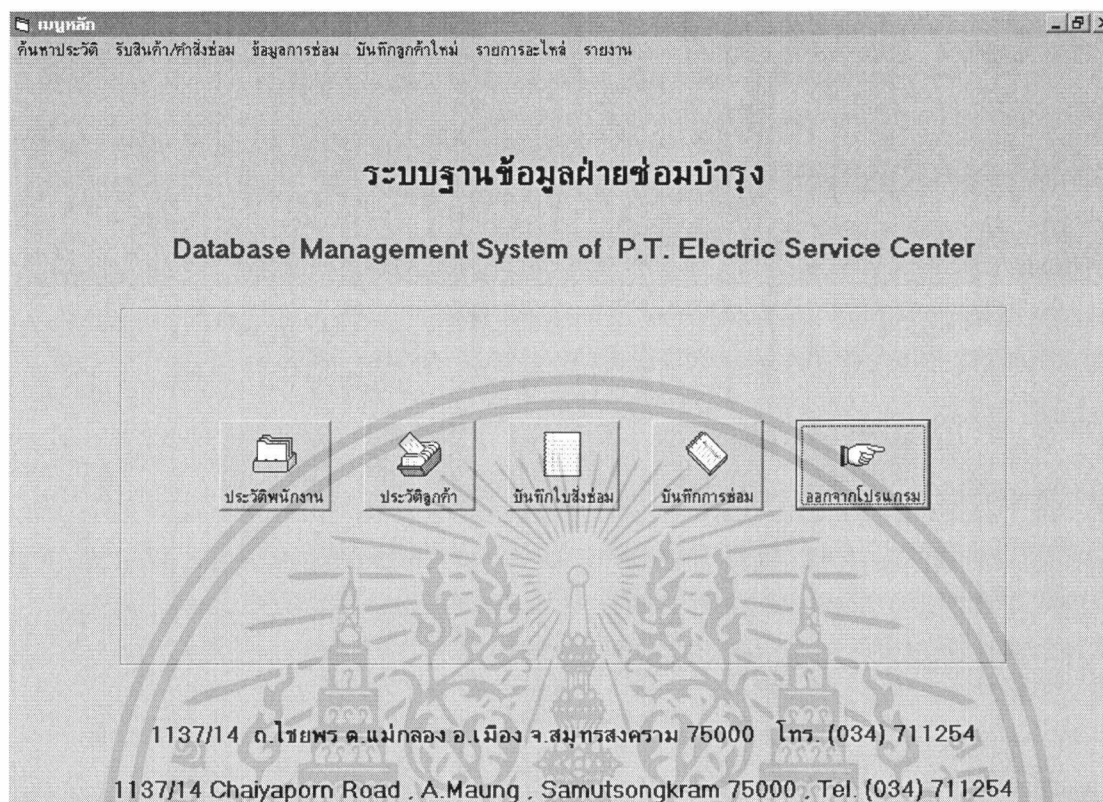 เมนูหลัก
ค้นหาประวัติ รับสินค้า/คำสั่งซ่อม ข้อมูลการซ่อม บันทึกลูกค้าใหม่ รายการอะไหล่ รายงาน
ระบบฐานข้อมูลฝ่ายซ่อมบำรุง
Database Management System of P.T. Electric Service Center
ประวัติพนักงาน ประวัติลูกค้า บันทึกใบสั่งซ่อม บันทึกการซ่อม ออกจากโปรแกรม
1137/14 ถ.ไชยพร ต.แม่กลอง อ.เมือง จ.สมุทรสงคราม 75000 โทร. (034) 711254
1137/14 Chaiyaporn Road , A.Maung , Samutsongkram 75000 , Tel. (034) 711254